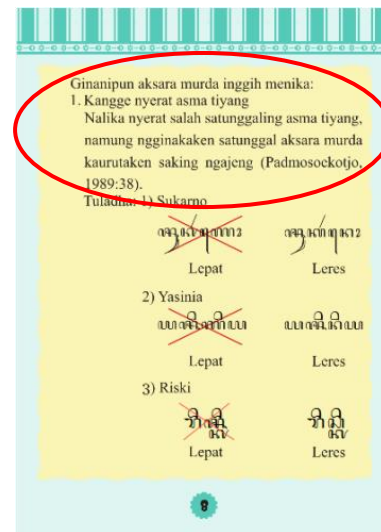 Ginanipun aksara murda inggih menika:
1. Kangge nyerat asma tiyang
Nalika nyerat salah satunggaling asma tiyang,
namung ngginakaken satunggal aksara murda
kaurutaken saking ngajeng (Padmosoekotjo,
1989:38).
Tuladha: 1) Sukarno
Lepat Leres
2) Yasinia
Lepat Leres
3) Riski
Lepat Leres
8